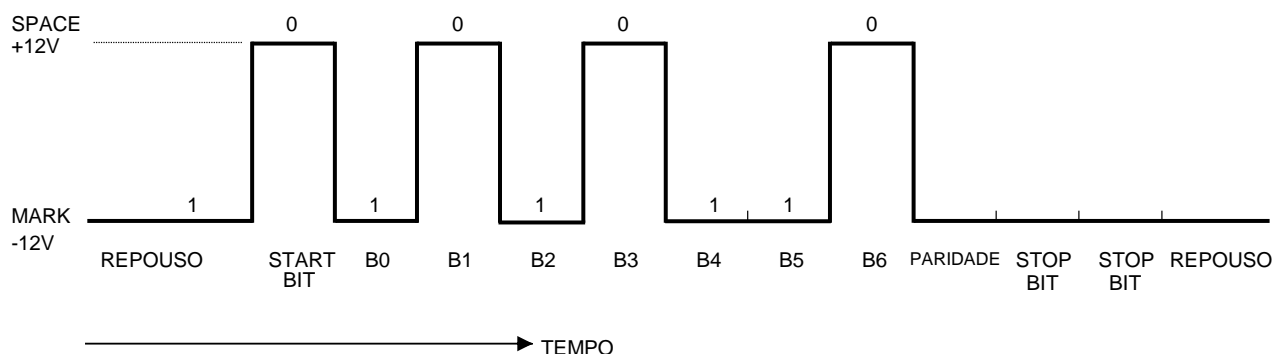 SPACE
+12V
0 0 0 0
1 1 1 1 1
MARK
-12V
REPOUSO START BIT B0 B1 B2 B3 B4 B5 B6 PARIDADE STOP BIT STOP BIT REPOUSO
TEMPO